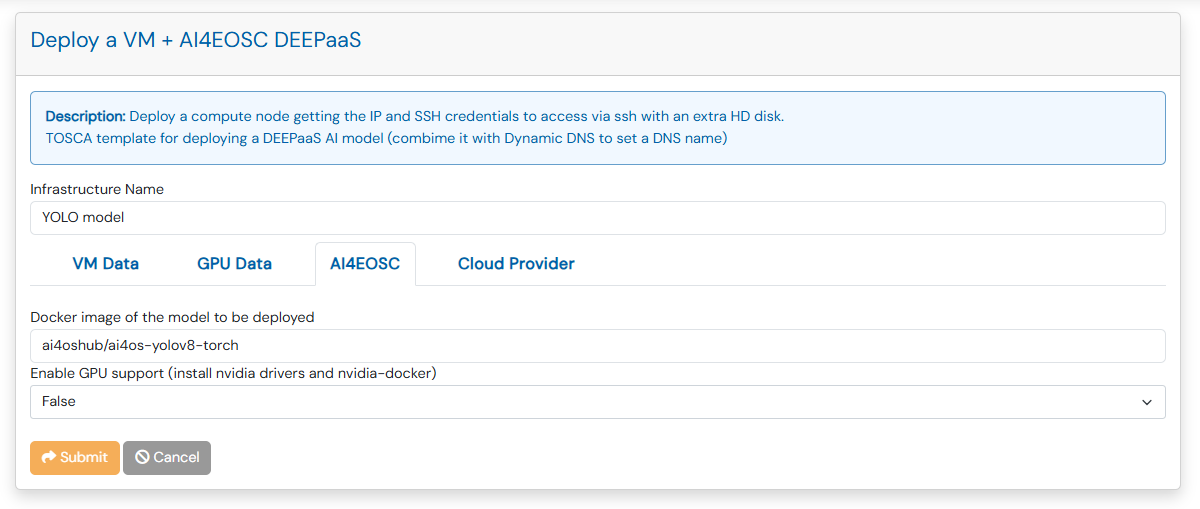 Deploy a VM + AI4EOSC DEEPaaS
Description: Deploy a compute node getting the IP and SSH credentials to access via ssh with an extra HD disk.
TOSCA template for deploying a DEEPaaS AI model (combime it with Dynamic DNS to set a DNS name)
Infrastructure Name
YOLO model
VM Data GPU Data AI4EOSC Cloud Provider
Docker image of the model to be deployed
ai4oshub/ai4os-yolov8-torch
Enable GPU support (install nvidia drivers and nvidia-docker)
False
Submit Cancel